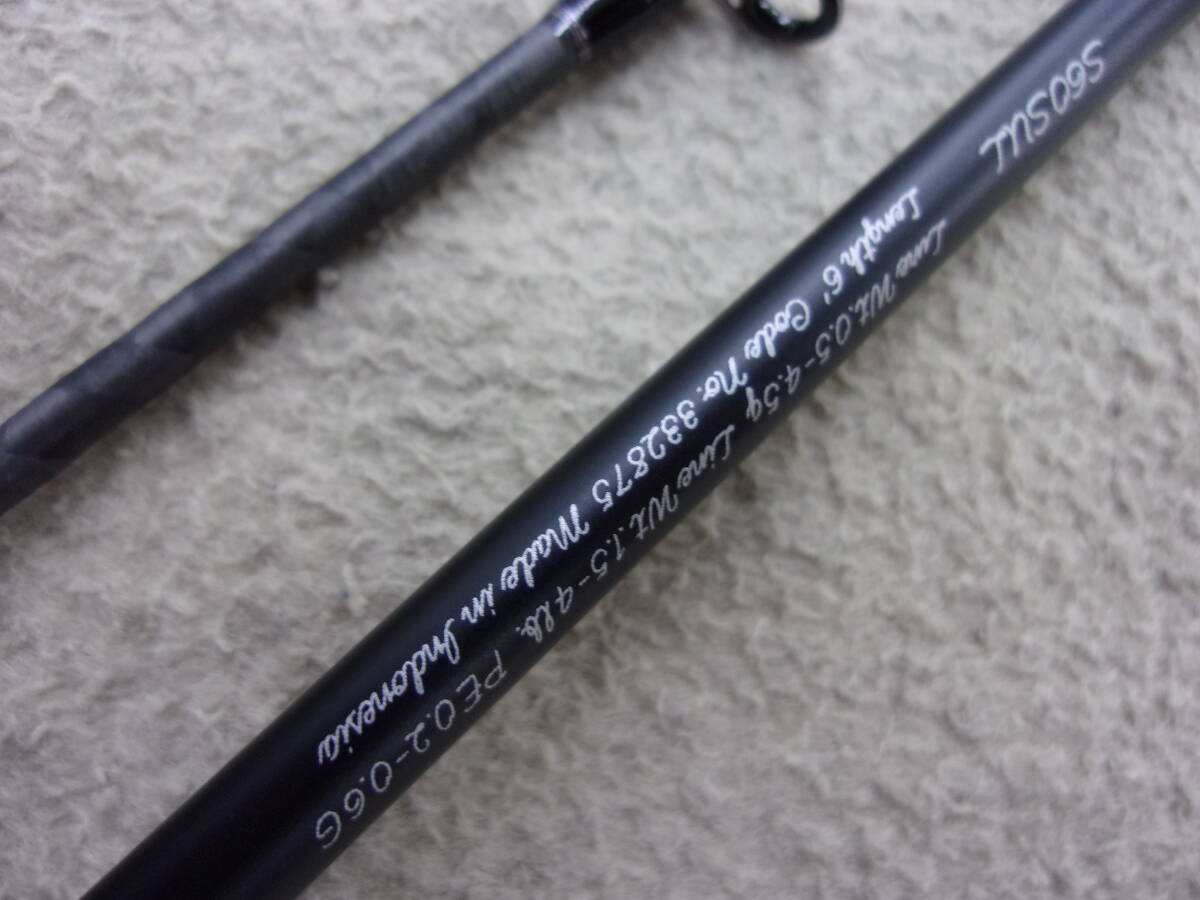 S60SUL
Lure Wt.0.5-4.5g Line Wt.1.5-4lb. PE0.2-0.6G
Length 6' Code No.332875 Made in Indonesia